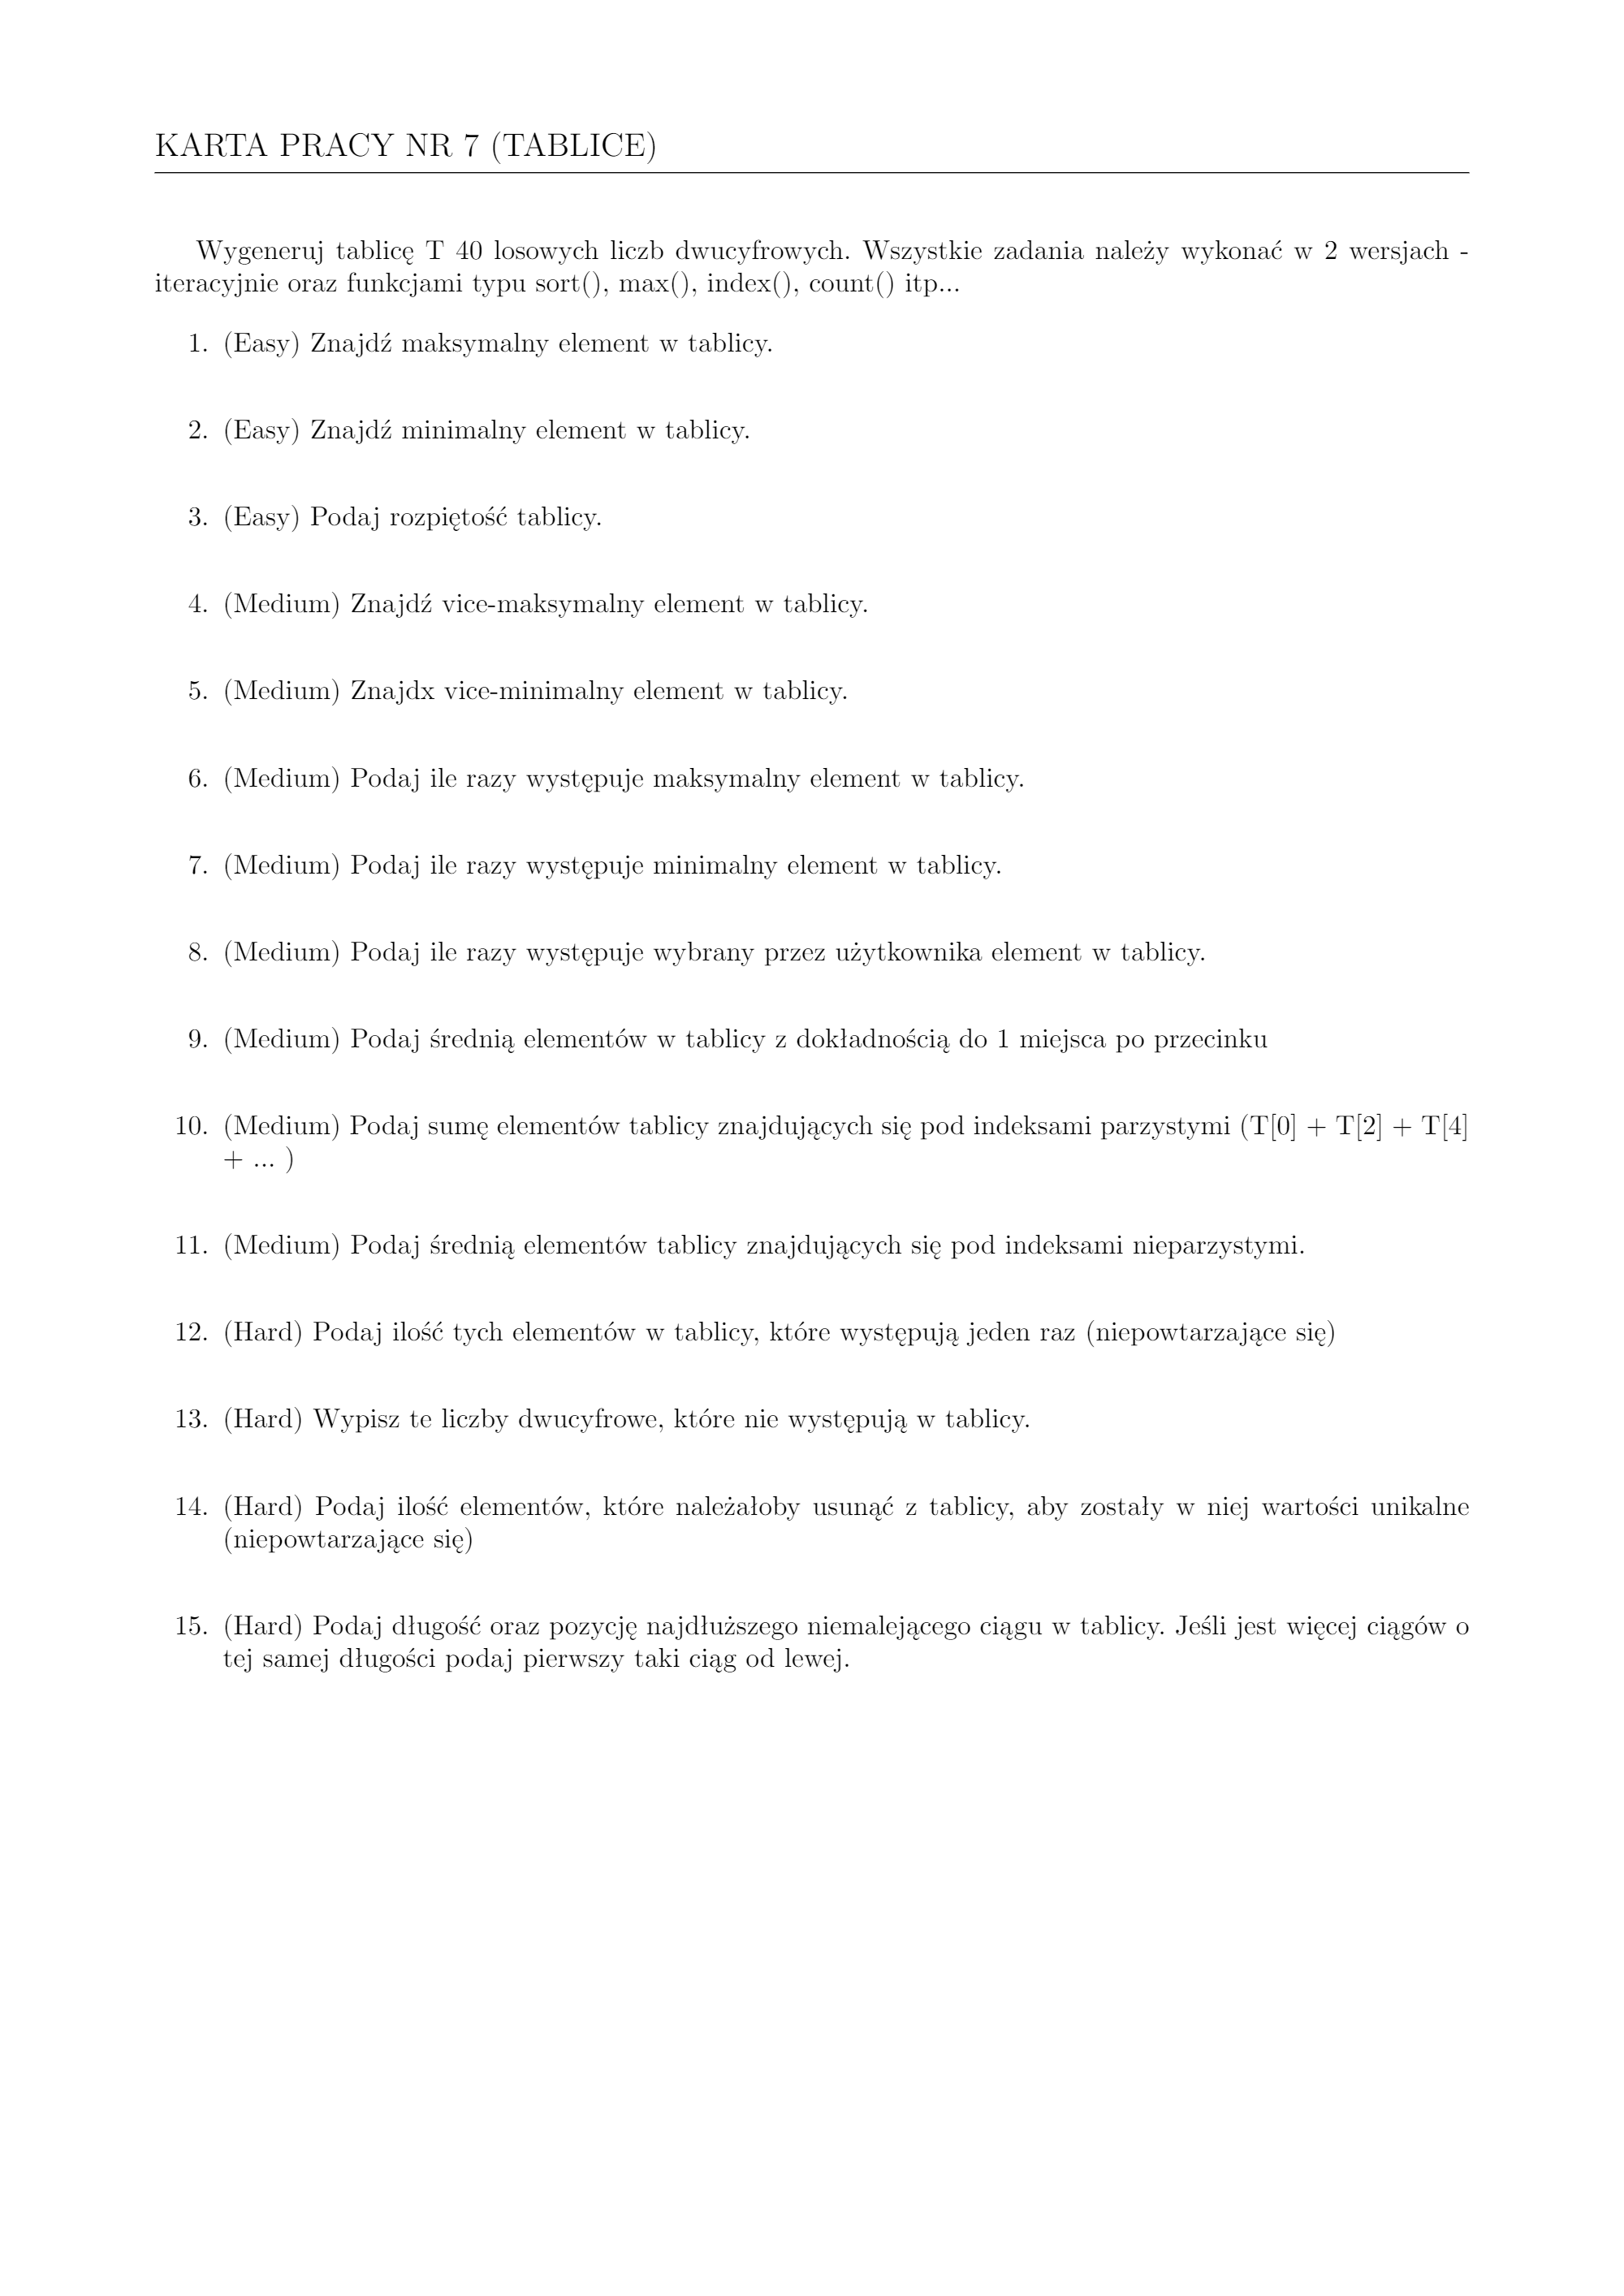 KARTA PRACY NR 7 (TABLICE)
Wygeneruj tablicę T 40 losowych liczb dwucyfrowych. Wszystkie zadania należy wykonać w 2 wersjach -
iteracyjnie oraz funkcjami typu sort(), max(), index(), count() itp...
1. (Easy) Znajdź maksymalny element w tablicy.
2. (Easy) Znajdź minimalny element w tablicy.
3. (Easy) Podaj rozpiętość tablicy.
4. (Medium) Znajdź vice-maksymalny element w tablicy.
5. (Medium) Znajdx vice-minimalny element w tablicy.
6. (Medium) Podaj ile razy występuje maksymalny element w tablicy.
7. (Medium) Podaj ile razy występuje minimalny element w tablicy.
8. (Medium) Podaj ile razy występuje wybrany przez użytkownika element w tablicy.
9. (Medium) Podaj średnią elementów w tablicy z dokładnością do 1 miejsca po przecinku
10. (Medium) Podaj sumę elementów tablicy znajdujących się pod indeksami parzystymi (T[0] + T[2] + T[4]
+ ... )
11. (Medium) Podaj średnią elementów tablicy znajdujących się pod indeksami nieparzystymi.
12. (Hard) Podaj ilość tych elementów w tablicy, które występują jeden raz (niepowtarzające się)
13. (Hard) Wypisz te liczby dwucyfrowe, które nie występują w tablicy.
14. (Hard) Podaj ilość elementów, które należałoby usunąć z tablicy, aby zostały w niej wartości unikalne
(niepowtarzające się)
15. (Hard) Podaj długość oraz pozycję najdłuższego niemalejącego ciągu w tablicy. Jeśli jest więcej ciągów o
tej samej długości podaj pierwszy taki ciąg od lewej.